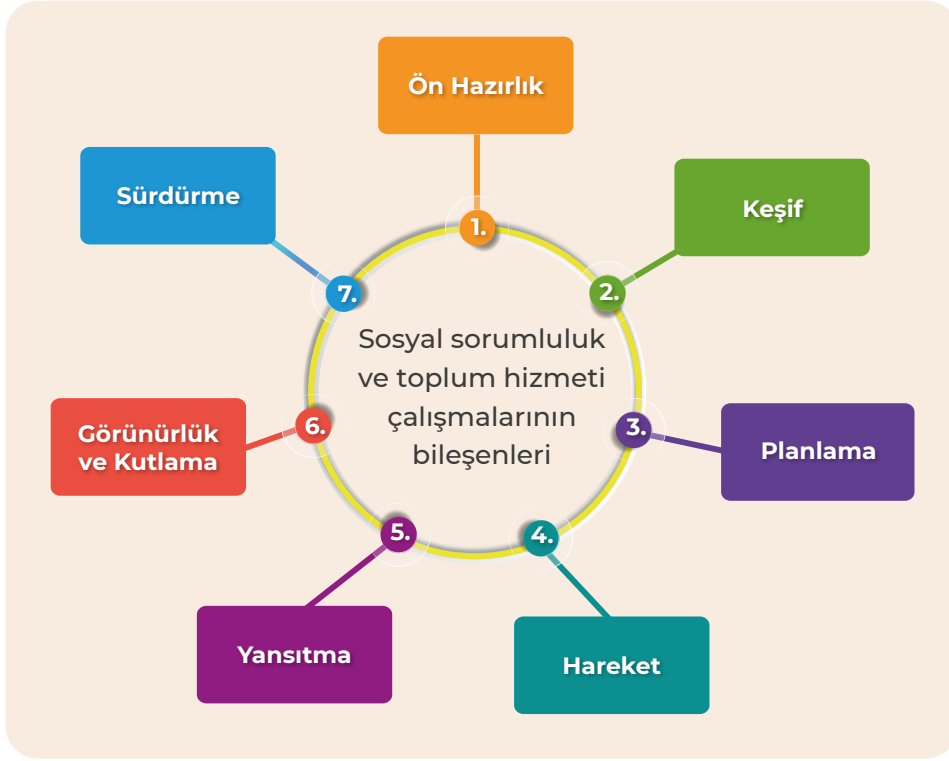 Ön Hazırlık
1.
Keşif
2.
Planlama
3.
Hareket
4.
Yansıtma
5.
Görünürlük
ve Kutlama
6.
Sürdürme
7.
Sosyal sorumluluk
ve toplum hizmeti
çalışmalarının
bileşenleri